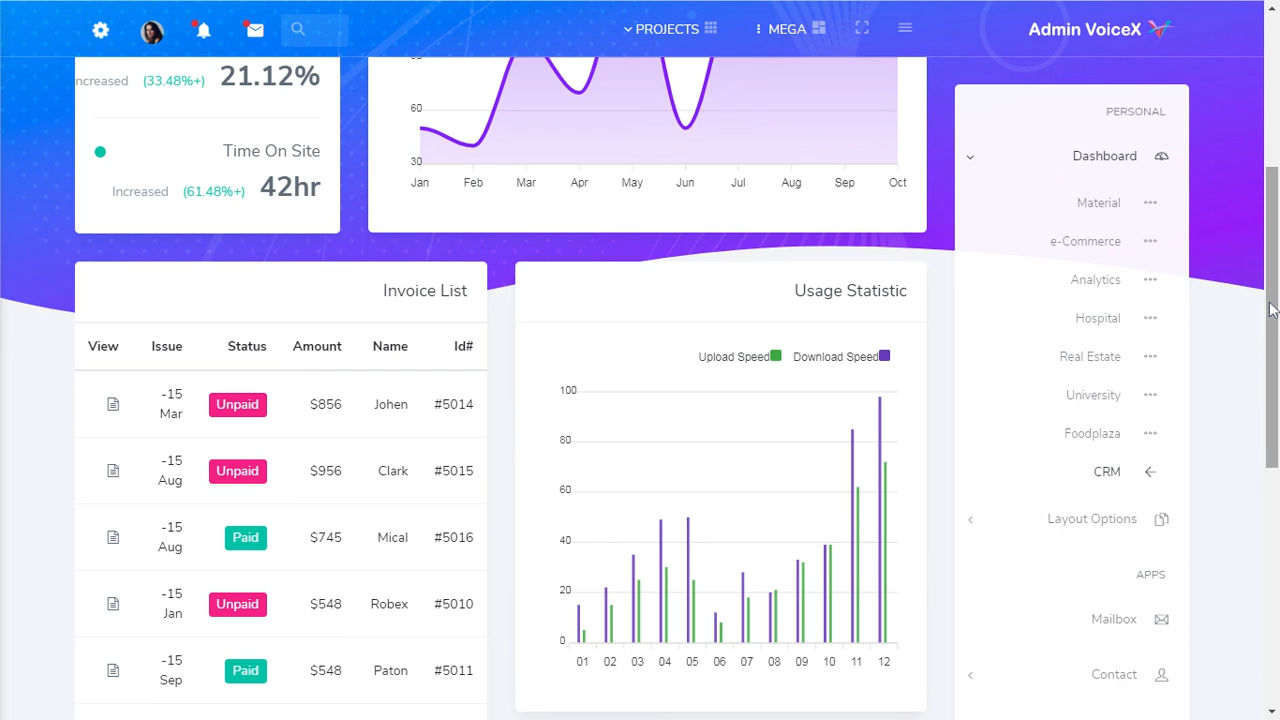 PROJECTS
MEGA
Admin VoiceX
Increased (33.48%+) 21.12%
Time On Site
Increased (61.48%+) 42hr
60
30
Jan Feb Mar Apr May Jun Jul Aug Sep Oct
PERSONAL
Dashboard
Material
e-Commerce
Analytics
Hospital
Real Estate
University
Foodplaza
CRM
Layout Options
APPS
Mailbox
Contact
Invoice List
View Issue Status Amount Name Id#
-15
Mar
Unpaid $856 Johen #5014
-15
Aug
Unpaid $956 Clark #5015
-15
Aug
Paid $745 Mical #5016
-15
Jan
Unpaid $548 Robex #5010
-15
Sep
Paid $548 Paton #5011
Usage Statistic
Upload Speed Download Speed
100
80
60
40
20
0
01 02 03 04 05 06 07 08 09 10 11 12